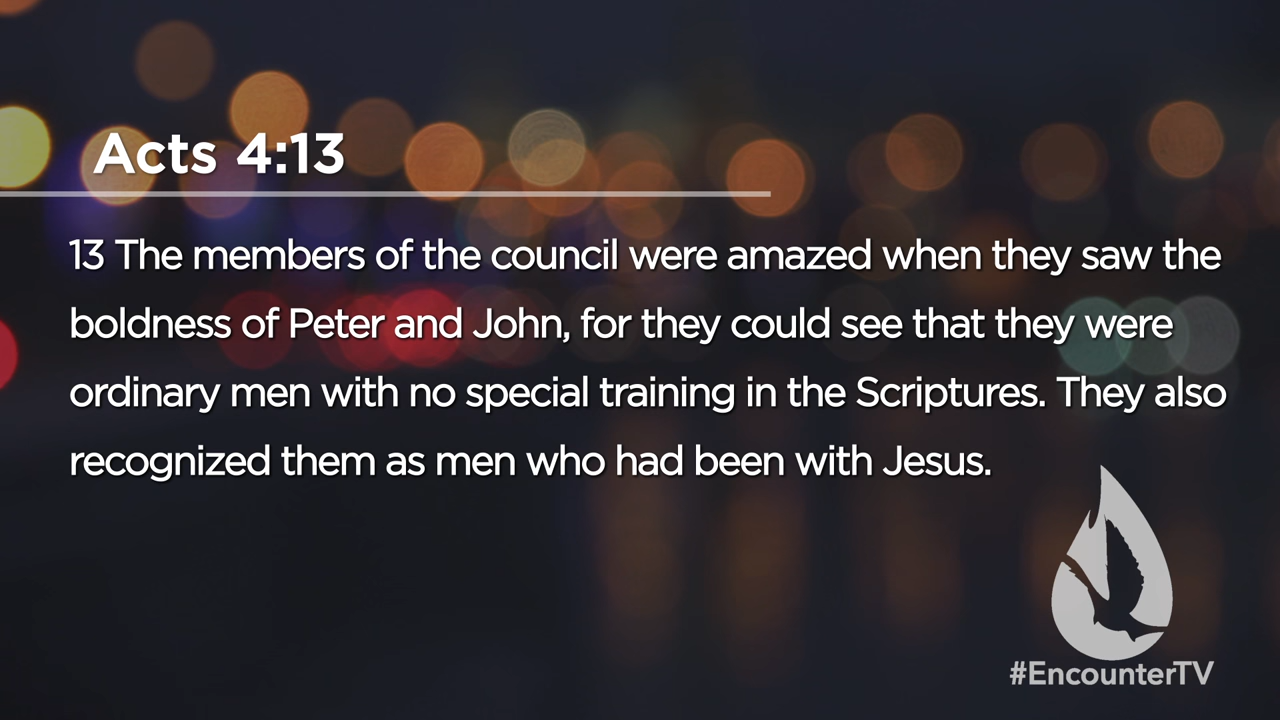 Acts 4:13
13 The members of the council were amazed when they saw the
boldness of Peter and John, for they could see that they were
ordinary men with no special training in the Scriptures. They also
recognized them as men who had been with Jesus.
#EncounterTV